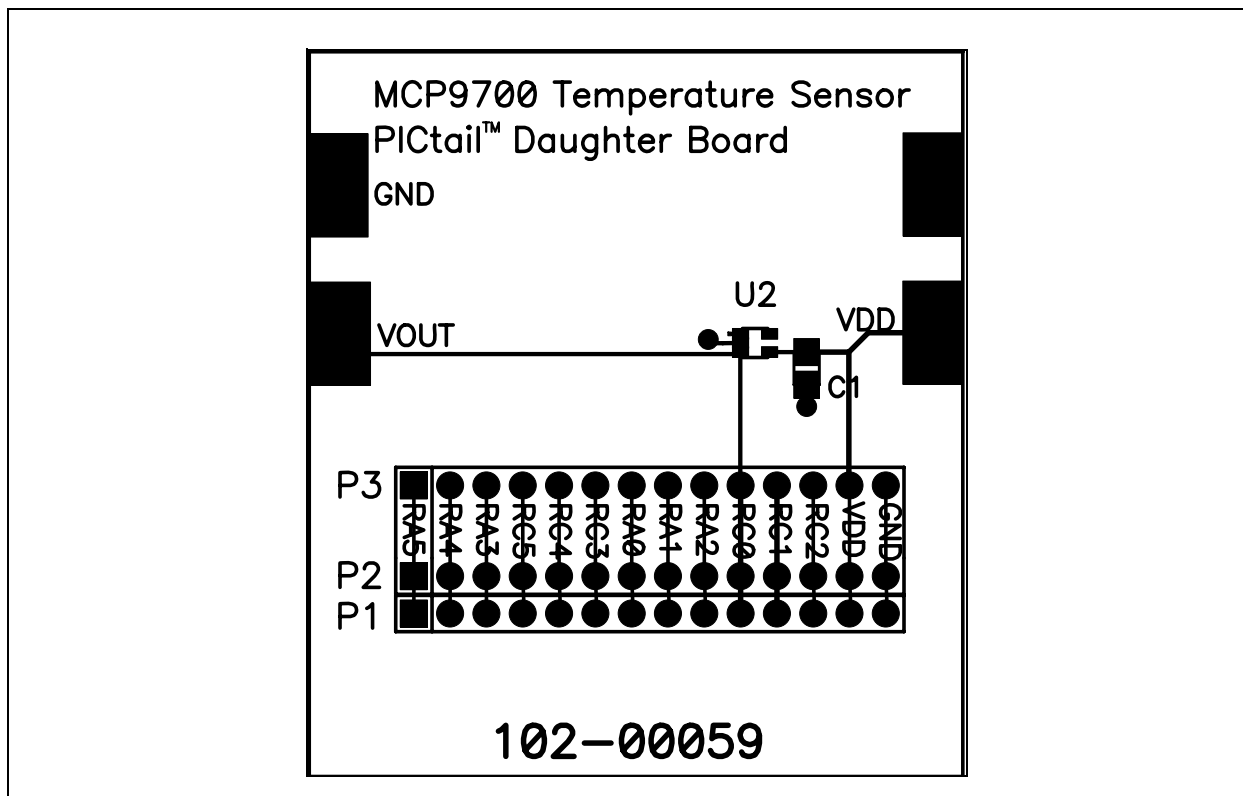 MCP9700 Temperature Sensor
PICtail™ Daughter Board
GND
U2
VOUT
VDD
C1
P3
RA5 RA4 RA3 RC5 RC4 RC3 RA0 RA1 RA2 RC0 RC1 RC2 VDD GND
P2
P1
102-00059